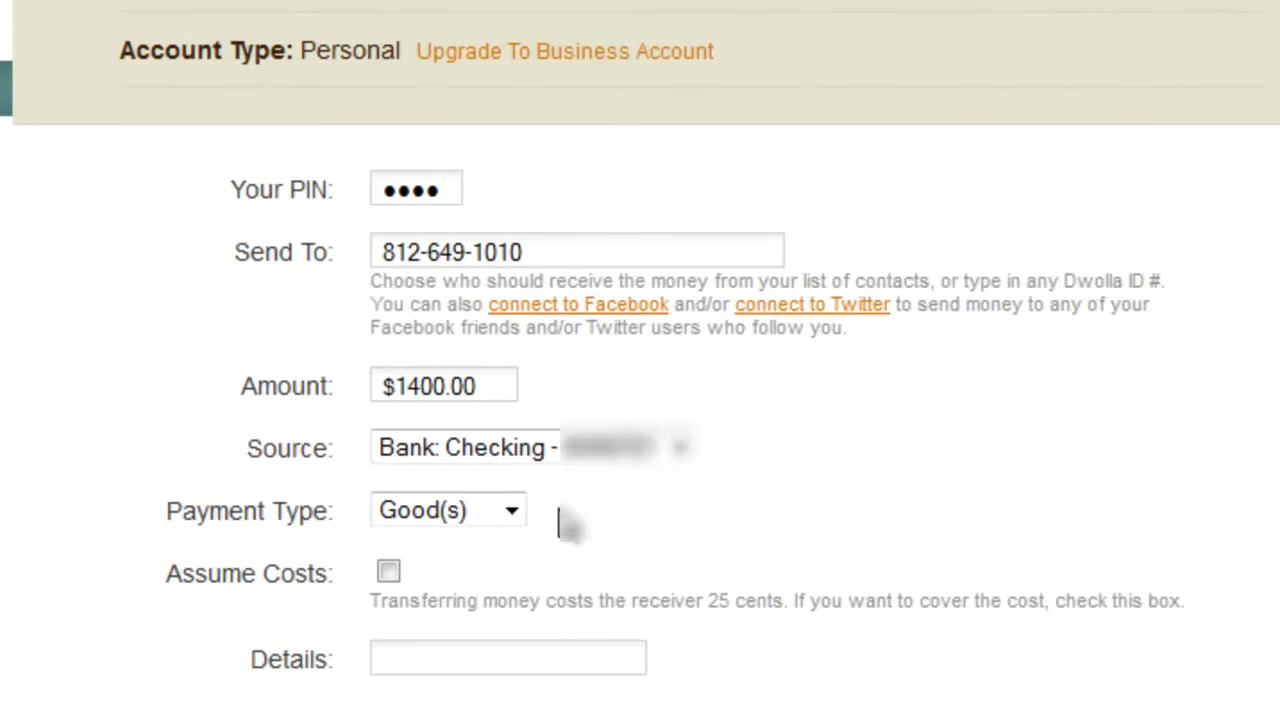 Account Type: Personal Upgrade To Business Account
Your PIN: ••••
Send To: 812-649-1010
Choose who should receive the money from your list of contacts, or type in any Dwolla ID #.
You can also connect to Facebook and/or connect to Twitter to send money to any of your
Facebook friends and/or Twitter users who follow you.
Amount: $1400.00
Source: Bank: Checking -
Payment Type: Good(s)
Assume Costs:
Transferring money costs the receiver 25 cents. If you want to cover the cost, check this box.
Details: